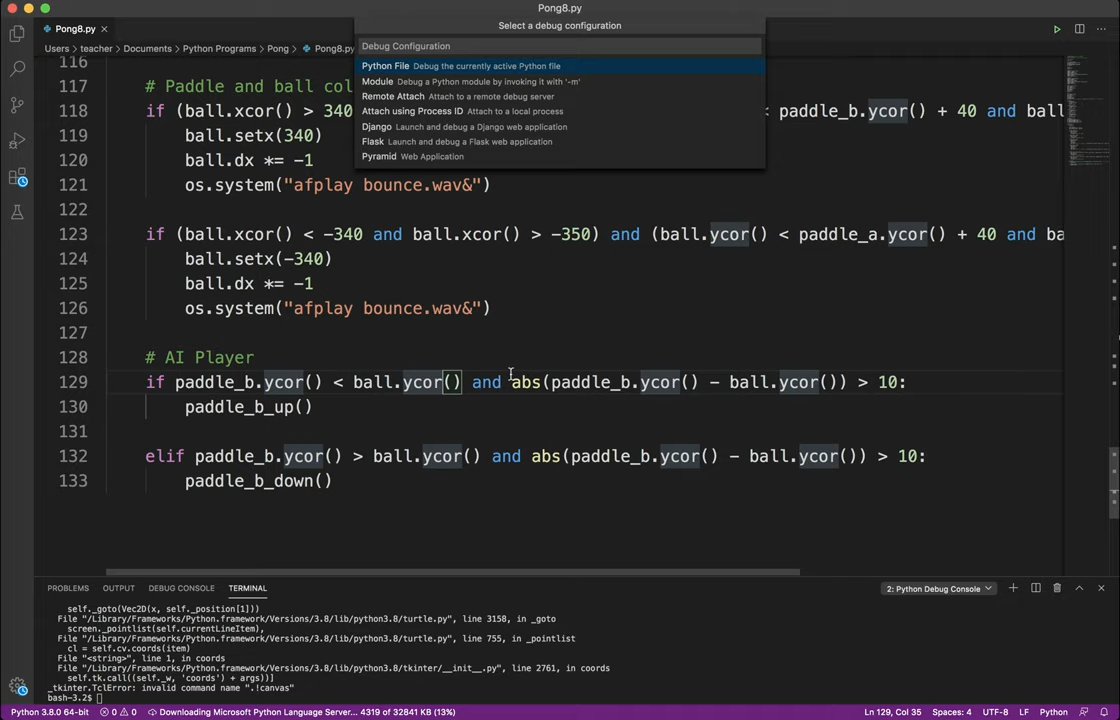 Pong8.py
Pong8.py
Users > teacher > Documents > Python Programs > Pong > Pong8.py
Select a debug configuration
Debug Configuration
Python File Debug the currently active Python file
Module Debug a Python module by invoking it with '-m'
Remote Attach Attach to a remote debug server
Attach using Process ID Attach to a local process
Django Launch and debug a Django web application
Flask Launch and debug a Flask web application
Pyramid Web Application
116
117 # Paddle and ball col
118 if (ball.xcor() > 340 < paddle_b.ycor() + 40 and ball
119 ball.setx(340)
120 ball.dx *= -1
121 os.system("afplay bounce.wav&")
122
123 if (ball.xcor() < -340 and ball.xcor() > -350) and (ball.ycor() < paddle_a.ycor() + 40 and ba
124 ball.setx(-340)
125 ball.dx *= -1
126 os.system("afplay bounce.wav&")
127
128 # AI Player
129 if paddle_b.ycor() < ball.ycor() and abs(paddle_b.ycor() - ball.ycor()) > 10:
130 paddle_b_up()
131
132 elif paddle_b.ycor() > ball.ycor() and abs(paddle_b.ycor() - ball.ycor()) > 10:
133 paddle_b_down()
PROBLEMS OUTPUT DEBUG CONSOLE TERMINAL 2: Python Debug Console
self._goto(Vec2D(x, self._position[1]))
File "/Library/Frameworks/Python.framework/Versions/3.8/lib/python3.8/turtle.py", line 3158, in _goto
screen._pointlist(self.currentLineItem),
File "/Library/Frameworks/Python.framework/Versions/3.8/lib/python3.8/turtle.py", line 755, in _pointlist
cl = self.cv.coords(item)
File "<string>", line 1, in coords
File "/Library/Frameworks/Python.framework/Versions/3.8/lib/python3.8/tkinter/__init__.py", line 2761, in coords
self.tk.call((self._w, 'coords') + args))]
_tkinter.TclError: invalid command name ".!canvas"
bash-3.2$
Python 3.8.0 64-bit 0 0 Downloading Microsoft Python Language Server... 4319 of 32841 KB (13%) Ln 129, Col 35 Spaces: 4 UTF-8 LF Python